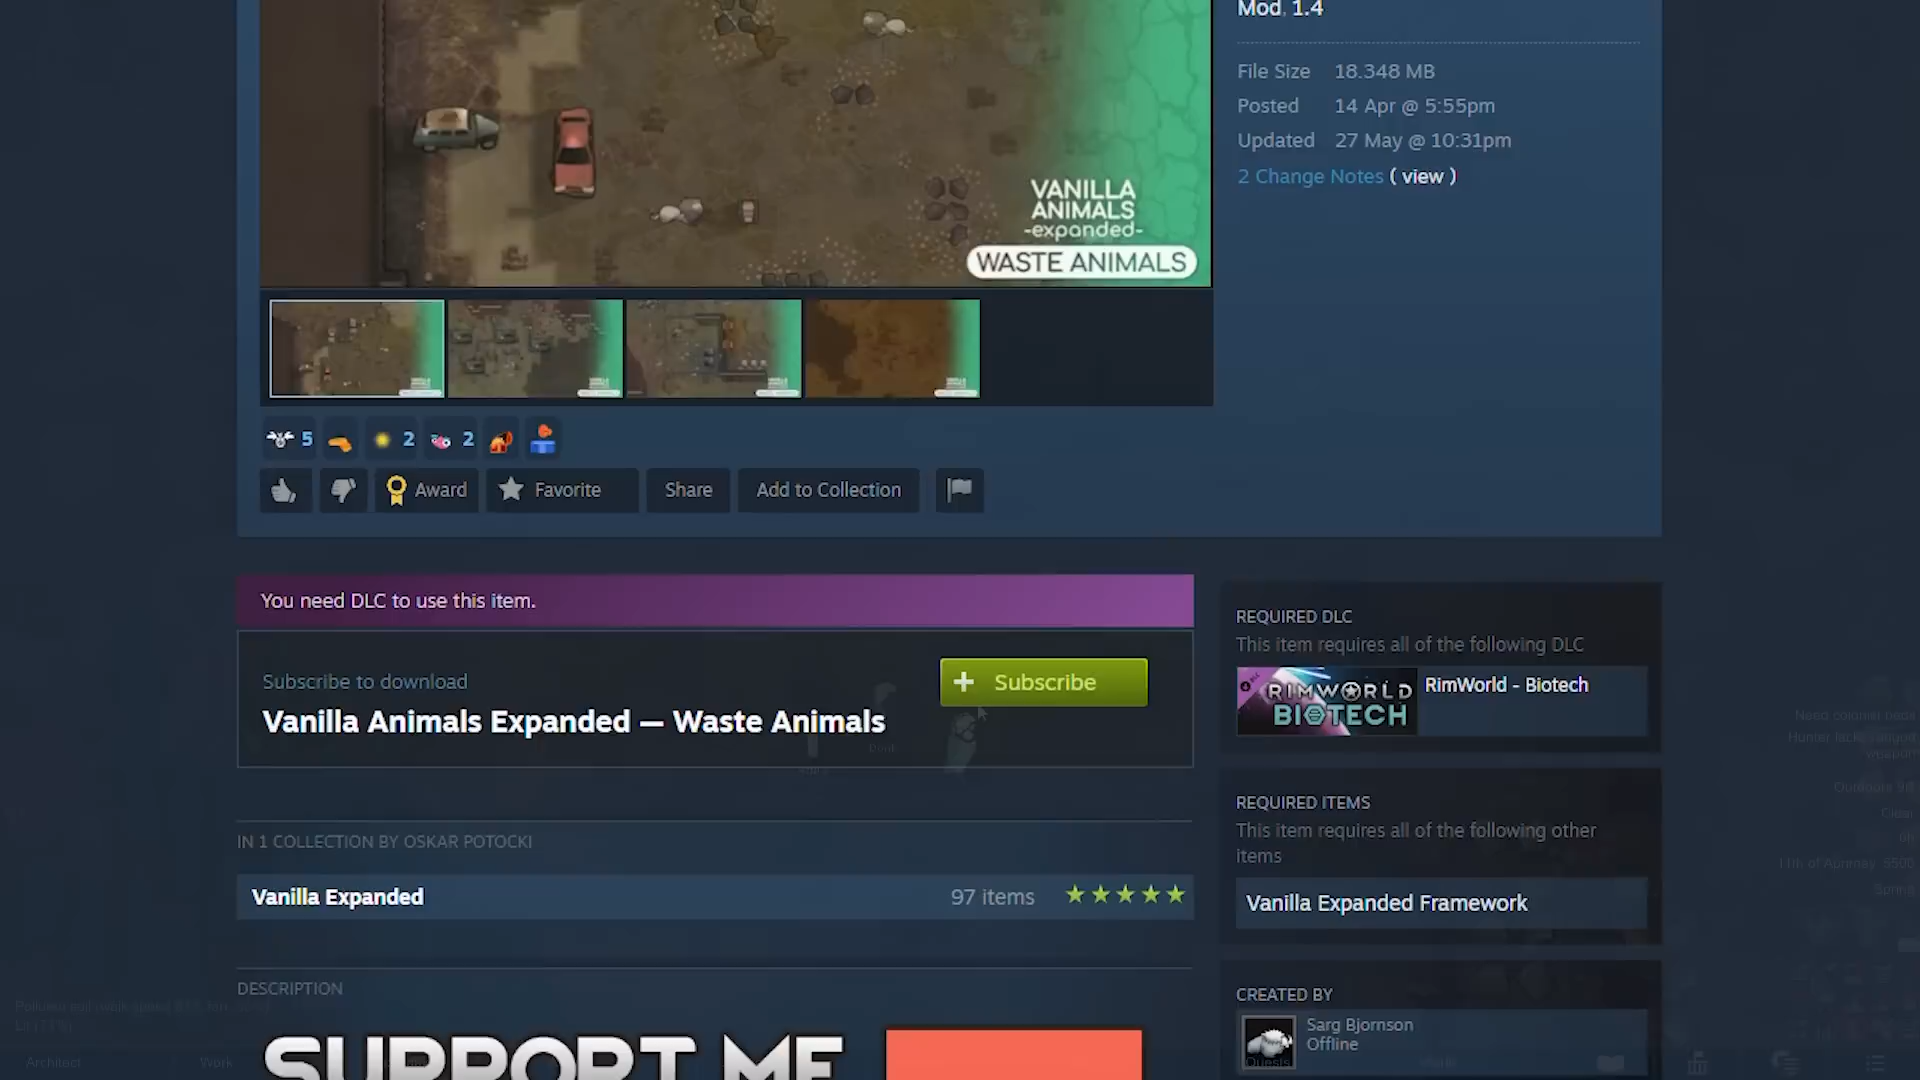 Mod, 1.4
File Size 18.348 MB
Posted 14 Apr @ 5:55pm
Updated 27 May @ 10:31pm
2 Change Notes ( view )
VANILLA
ANIMALS
-expanded-
WASTE ANIMALS
5 2 2
Award Favorite Share Add to Collection
You need DLC to use this item.
Subscribe to download
Vanilla Animals Expanded — Waste Animals
+ Subscribe
IN 1 COLLECTION BY OSKAR POTOCKI
Vanilla Expanded 97 items
DESCRIPTION
SUPPORT ME
REQUIRED DLC
This item requires all of the following DLC
RIMWORLD
BIOTECH
RimWorld - Biotech
REQUIRED ITEMS
This item requires all of the following other
items
Vanilla Expanded Framework
CREATED BY
Sarg Bjornson
Offline
Quests
Architect
Work
Clear
Spring